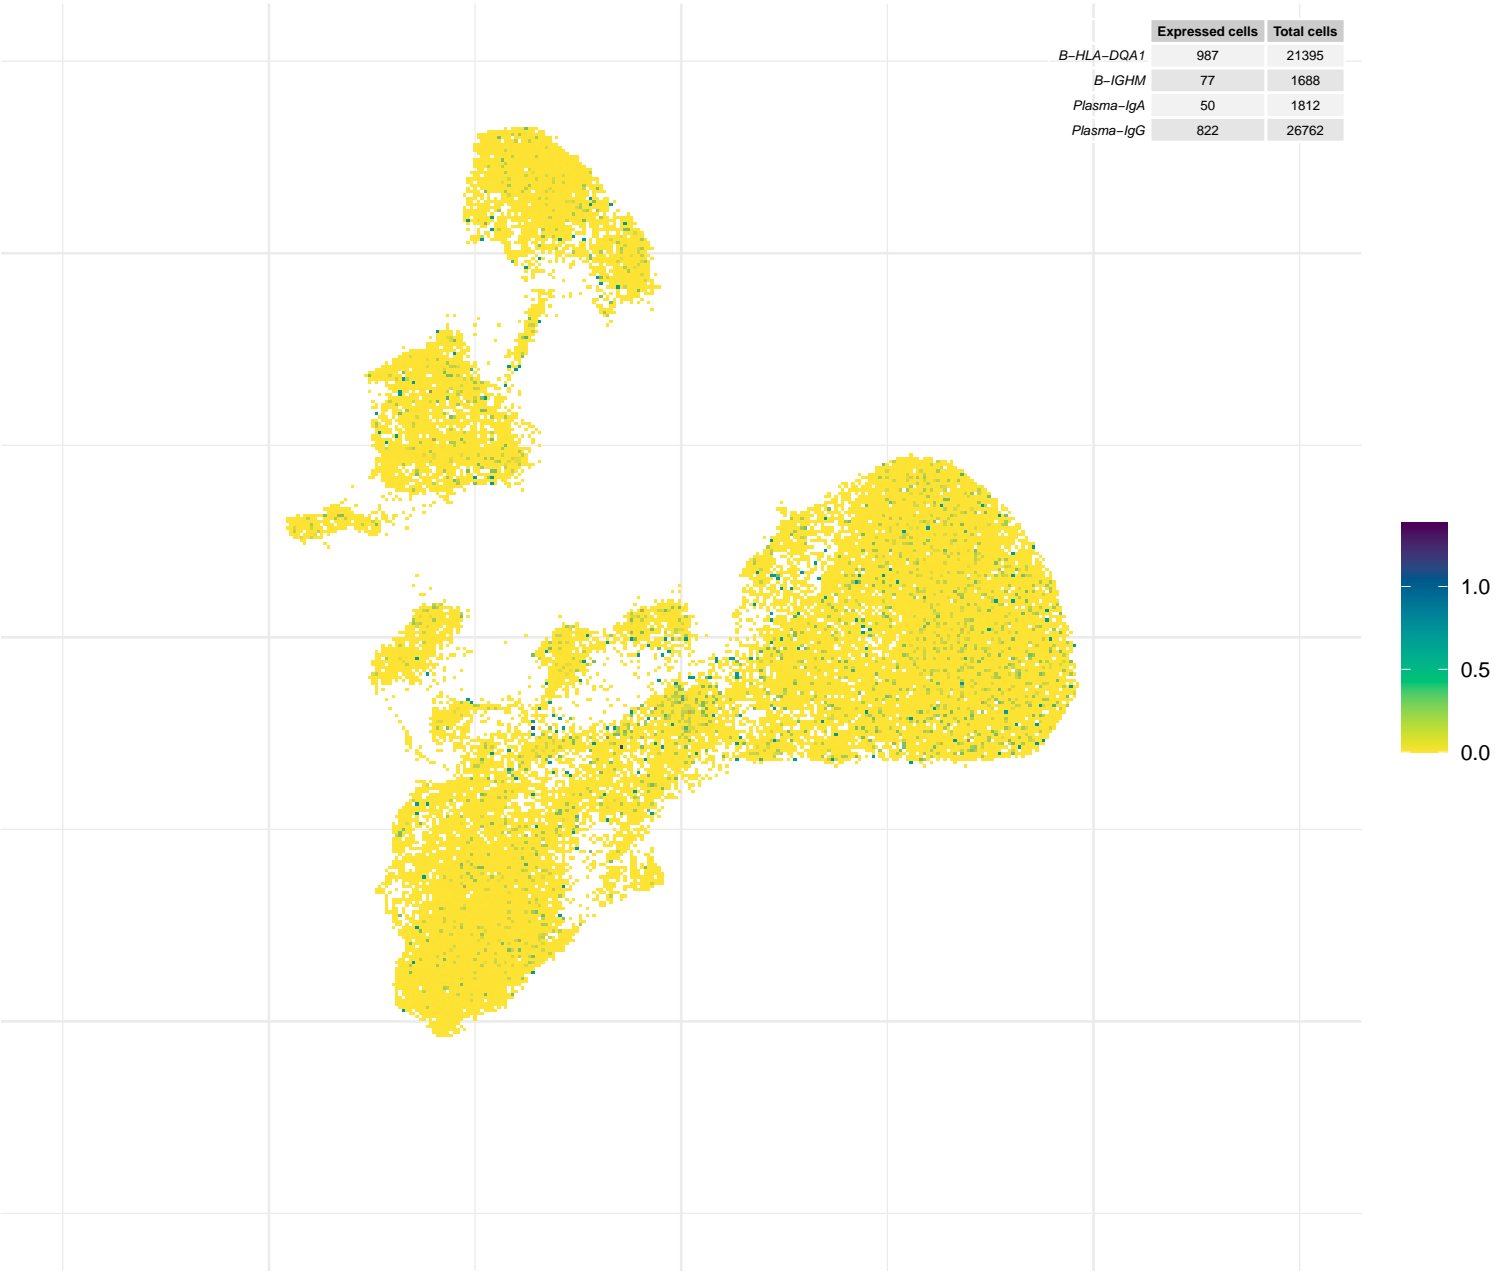 Expressed cells Total cells
B−HLA−DQA1 987 21395
B−IGHM 77 1688
Plasma−IgA 50 1812
Plasma−IgG 822 26762
1.0
0.5
0.0